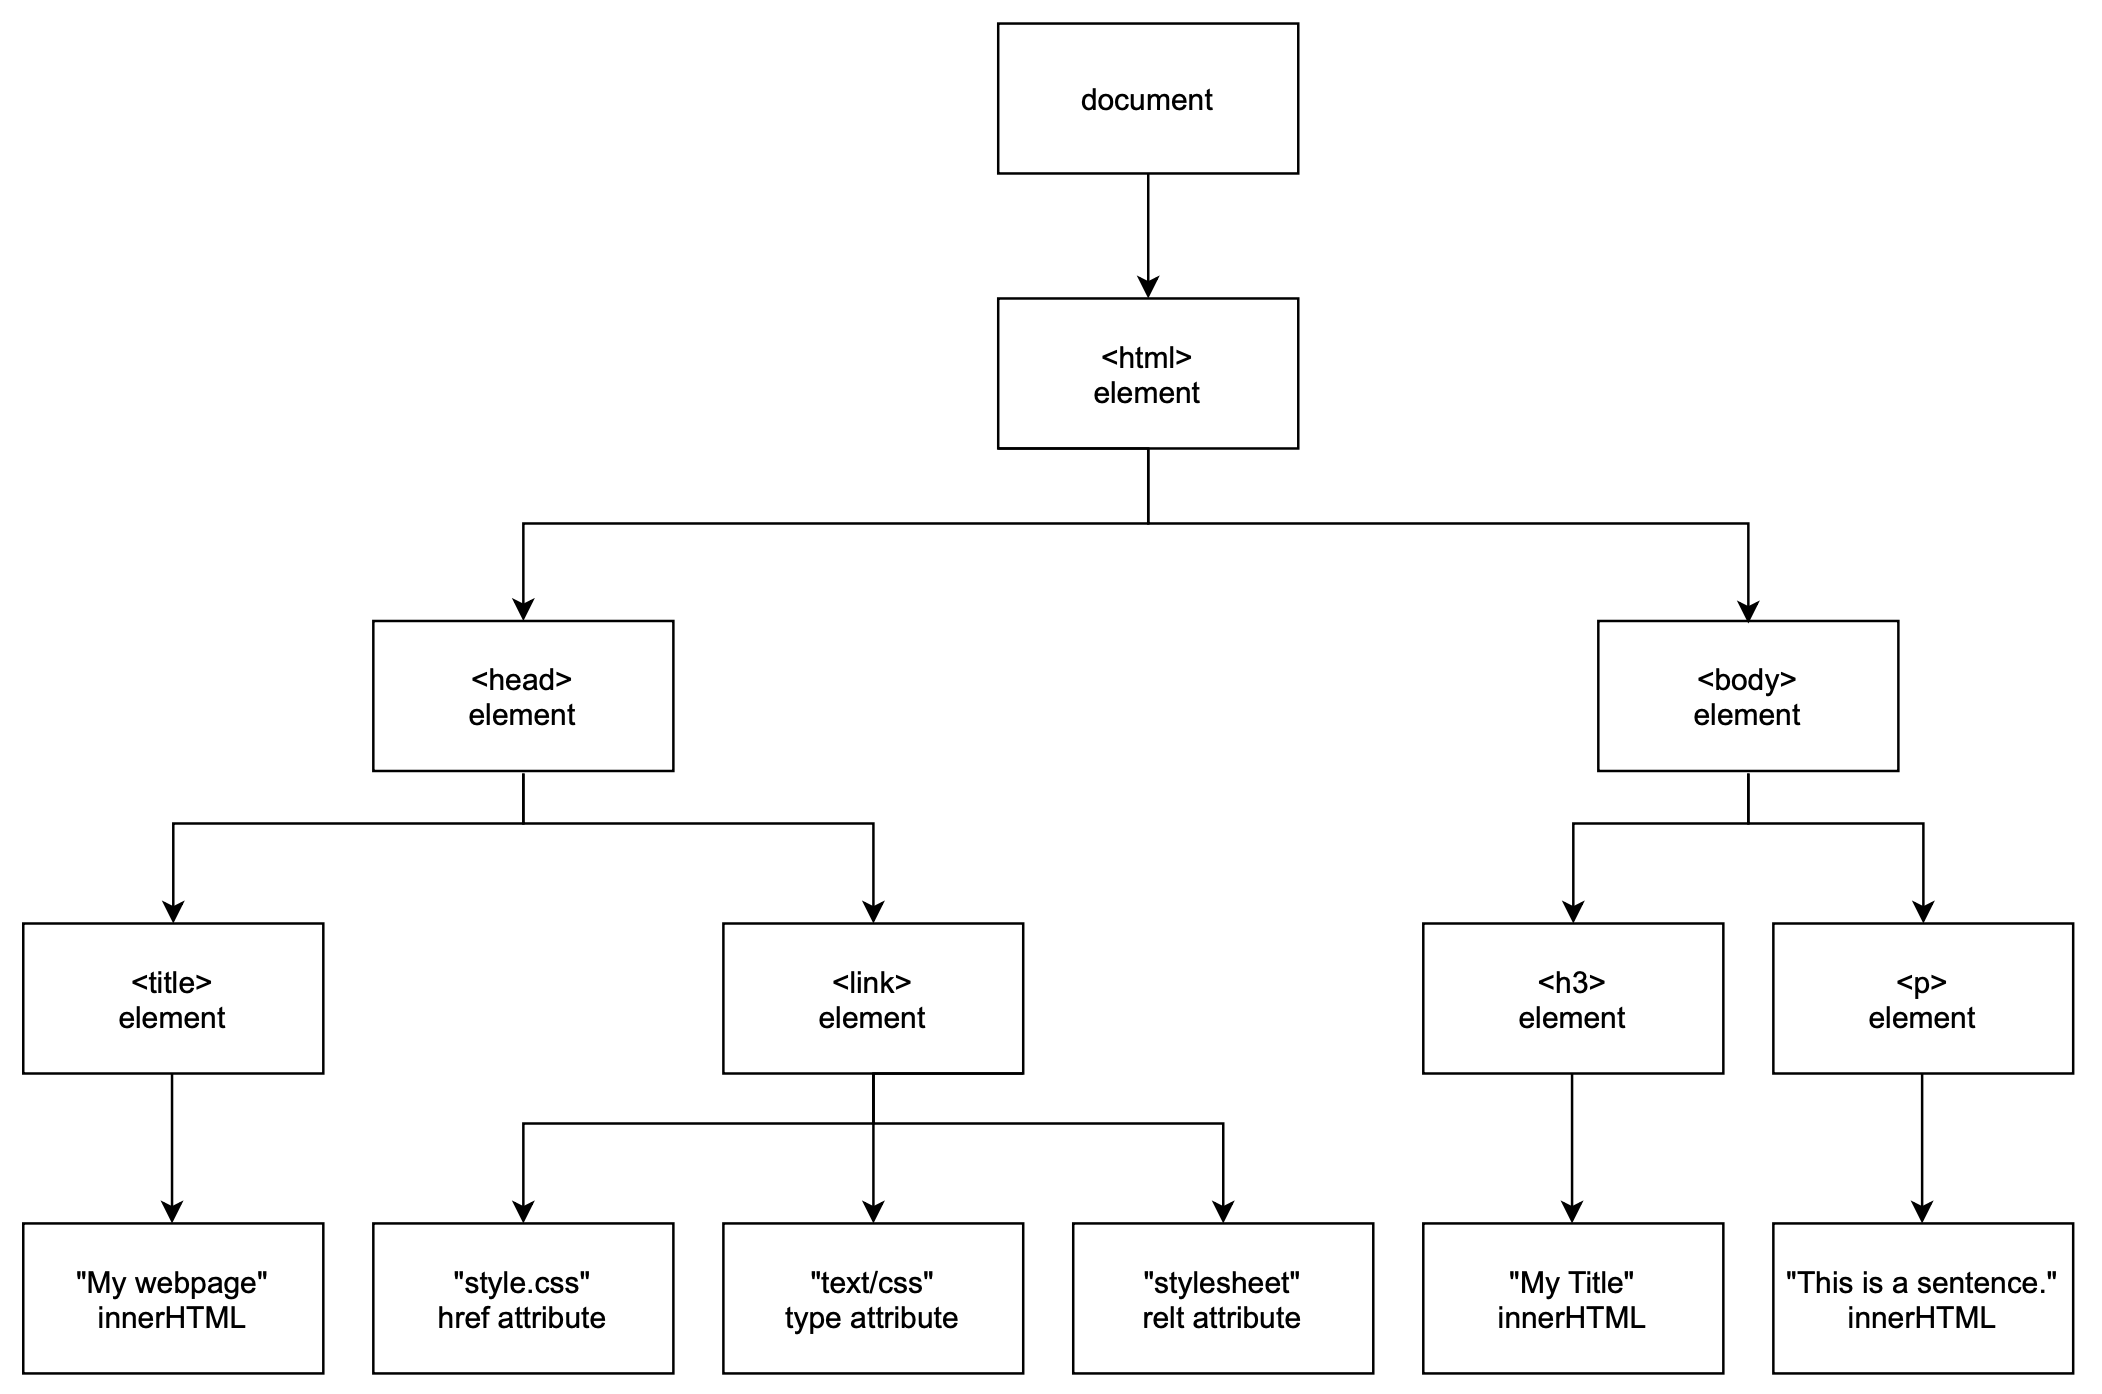 document
<html>
element
<head>
element
<body>
element
<title>
element
<link>
element
<h3>
element
<p>
element
"My webpage"
innerHTML
"style.css"
href attribute
"text/css"
type attribute
"stylesheet"
relt attribute
"My Title"
innerHTML
"This is a sentence."
innerHTML